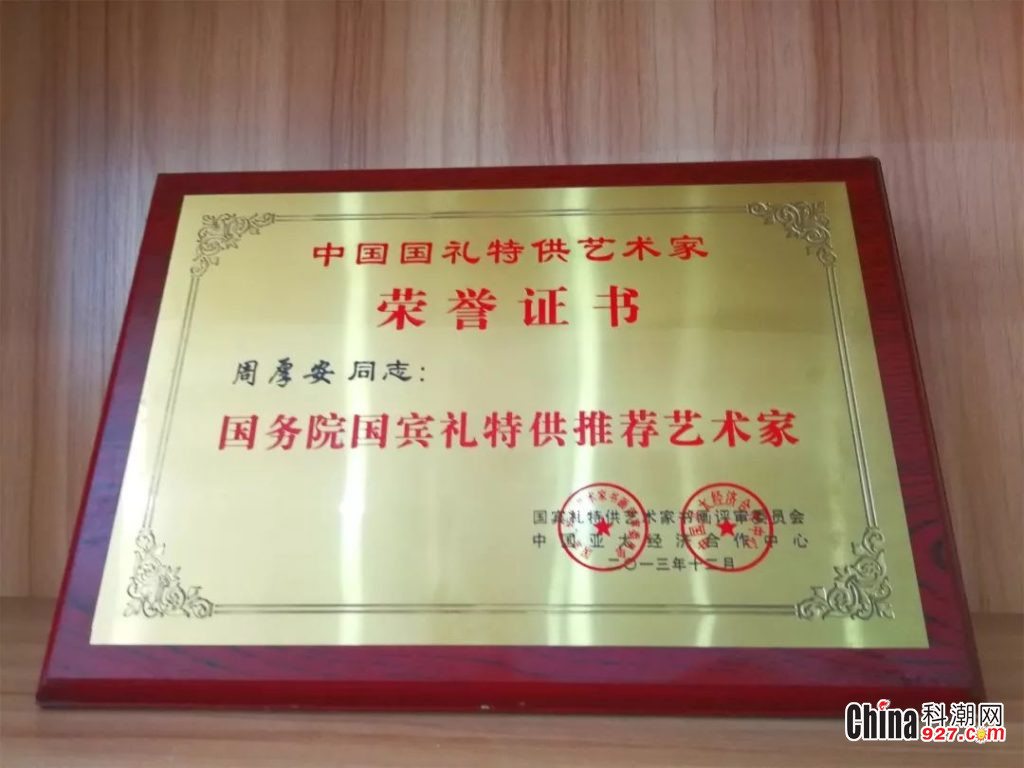 中国国礼特供艺术家
荣誉证书
周厚安同志：
国务院国宾礼特供推荐艺术家
国宾礼特供艺术家书画评审委员会
中国亚太经济合作中心
二〇一三年十二月
China科潮网
927.com